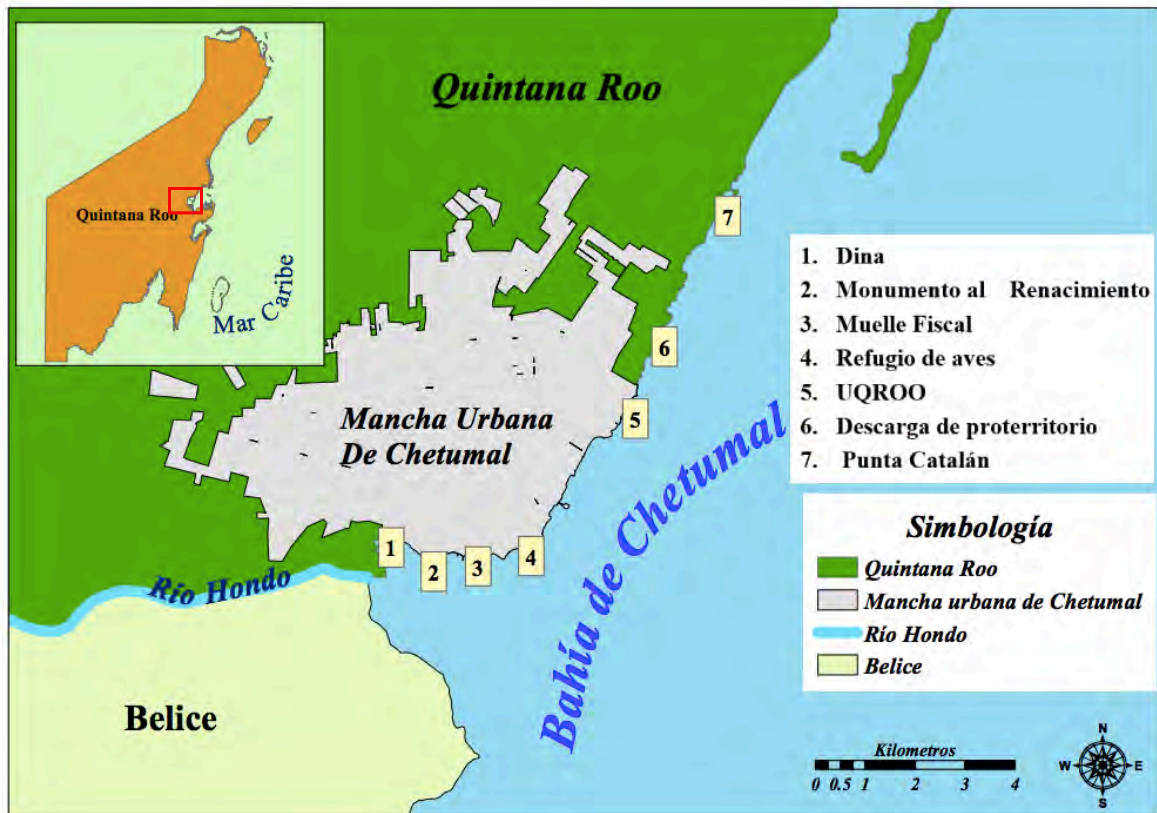 Quintana Roo
Quintana Roo
Mar Caribe
7
1. Dina
2. Monumento al Renacimiento
3. Muelle Fiscal
4. Refugio de aves
5. UQROO
6. Descarga de proterritorio
7. Punta Catalán
6
5
Mancha Urbana
De Chetumal
Bahía de Chetumal
1
2
3
4
Río Hondo
Belice
Simbología
Quintana Roo
Mancha urbana de Chetumal
Río Hondo
Belice
Kilometros
0 0.5 1 2 3 4
N
W E
S